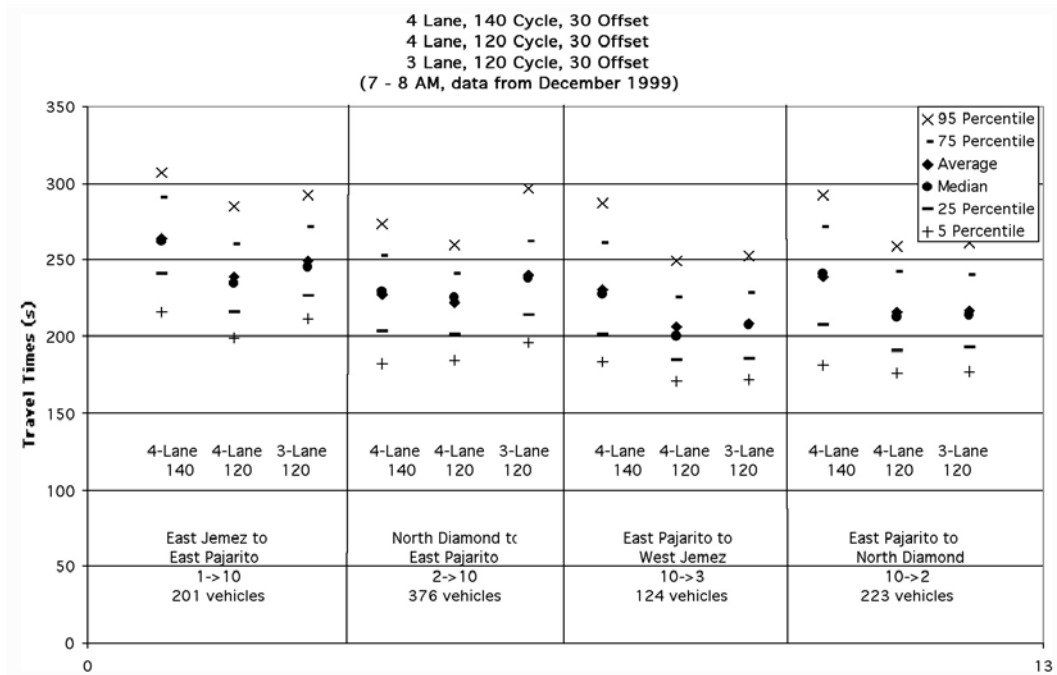 4 Lane, 140 Cycle, 30 Offset
4 Lane, 120 Cycle, 30 Offset
3 Lane, 120 Cycle, 30 Offset
(7 - 8 AM, data from December 1999)
350
300
250
200
150
100
50
0
Travel Times (s)
95 Percentile
75 Percentile
Average
Median
25 Percentile
5 Percentile
4-Lane 4-Lane 3-Lane 4-Lane 4-Lane 3-Lane 4-Lane 4-Lane 3-Lane 4-Lane 4-Lane 3-Lane
140 120 120 140 120 120 140 120 120 140 120 120
East Jemez to
East Pajarito
1->10
201 vehicles
North Diamond to
East Pajarito
2->10
376 vehicles
East Pajarito to
West Jemez
10->3
124 vehicles
East Pajarito to
North Diamond
10->2
223 vehicles
0 13